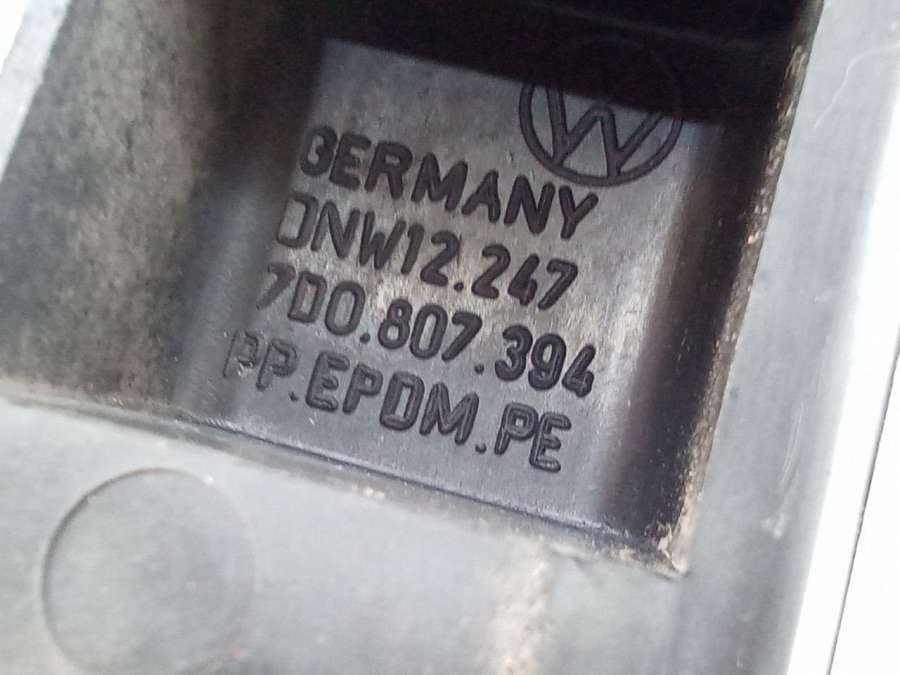 GERMANY
DNW12.247
7D0.807.394
PP.EPDM.PE